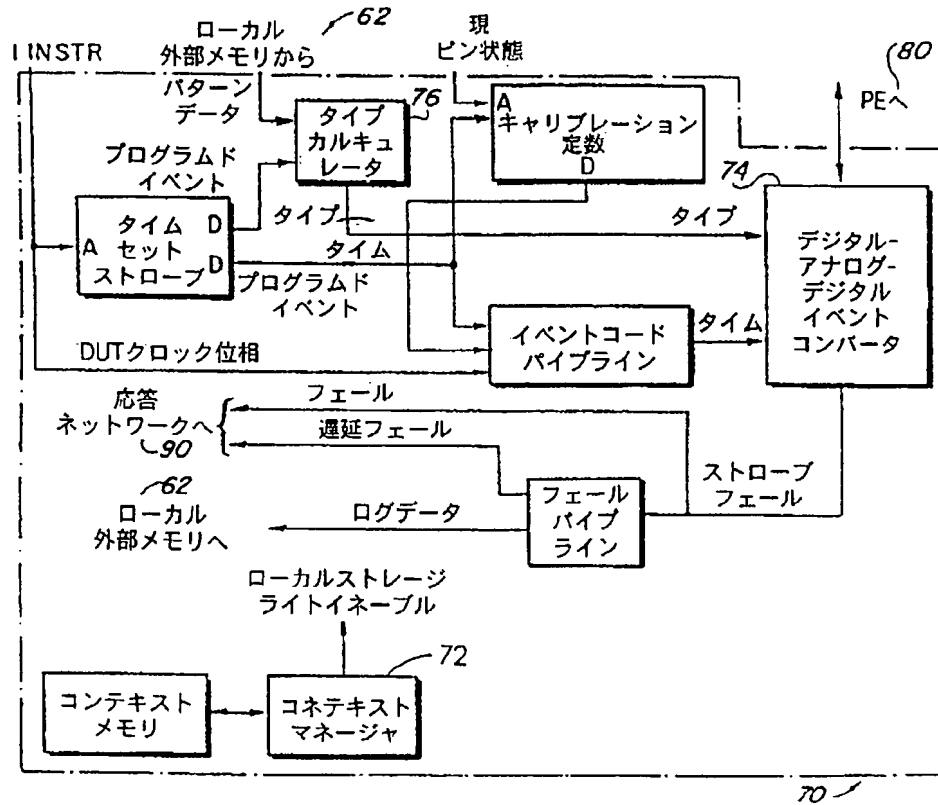 62
ローカル
外部メモリから
現
ピン状態
I INSTR
80
PEへ
パターン
データ
76
タイプ
カルキュ
レータ
A
キャリブレーション
定数
D
プログラムド
イベント
74
タイム
セット
ストローブ
A
D
D
タイプ
タイプ
タイム
プログラムド
イベント
デジタル-
アナログ-
デジタル
イベント
コンバータ
イベントコード
パイプライン
タイム
DUTクロック位相
応答
ネットワークへ
90
フェール
遅延フェール
ストローブ
フェール
62
ローカル
外部メモリへ
ログデータ
フェール
パイプ
ライン
ローカルストレージ
ライトイネーブル
72
コンテキスト
メモリ
コネテキスト
マネージャ
70